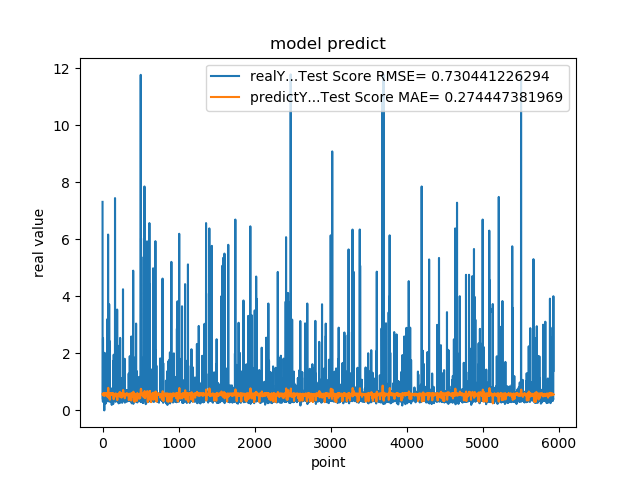 model predict
realY...Test Score RMSE= 0.730441226294
predictY...Test Score MAE= 0.274447381969
12
10
8
6
4
2
0
real value
0 1000 2000 3000 4000 5000 6000
point